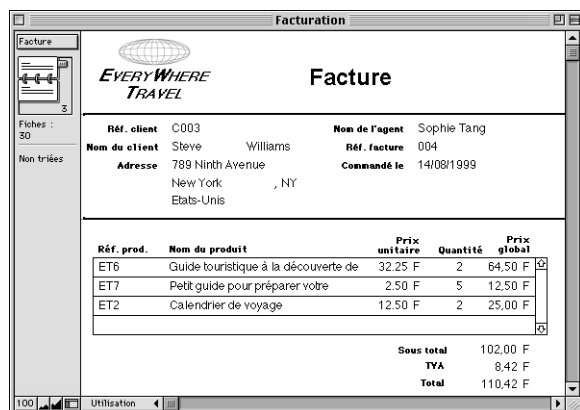 Facturation
Facture
3
Fiches :
30
Non triées
EVERYWHERE
TRAVEL
Facture
Réf. client C003 Nom de l'agent Sophie Tang
Nom du client Steve Williams Réf. facture 004
Adresse 789 Ninth Avenue Commandé le 14/08/1999
New York , NY
Etats-Unis
Réf. prod. Nom du produit Prix unitaire Quantité Prix global
ET6 Guide touristique à la découverte de 32.25 F 2 64,50 F
ET7 Petit guide pour préparer votre 2.50 F 5 12,50 F
ET2 Calendrier de voyage 12.50 F 2 25,00 F
Sous total 102,00 F
TVA 8,42 F
Total 110,42 F
100 Utilisation